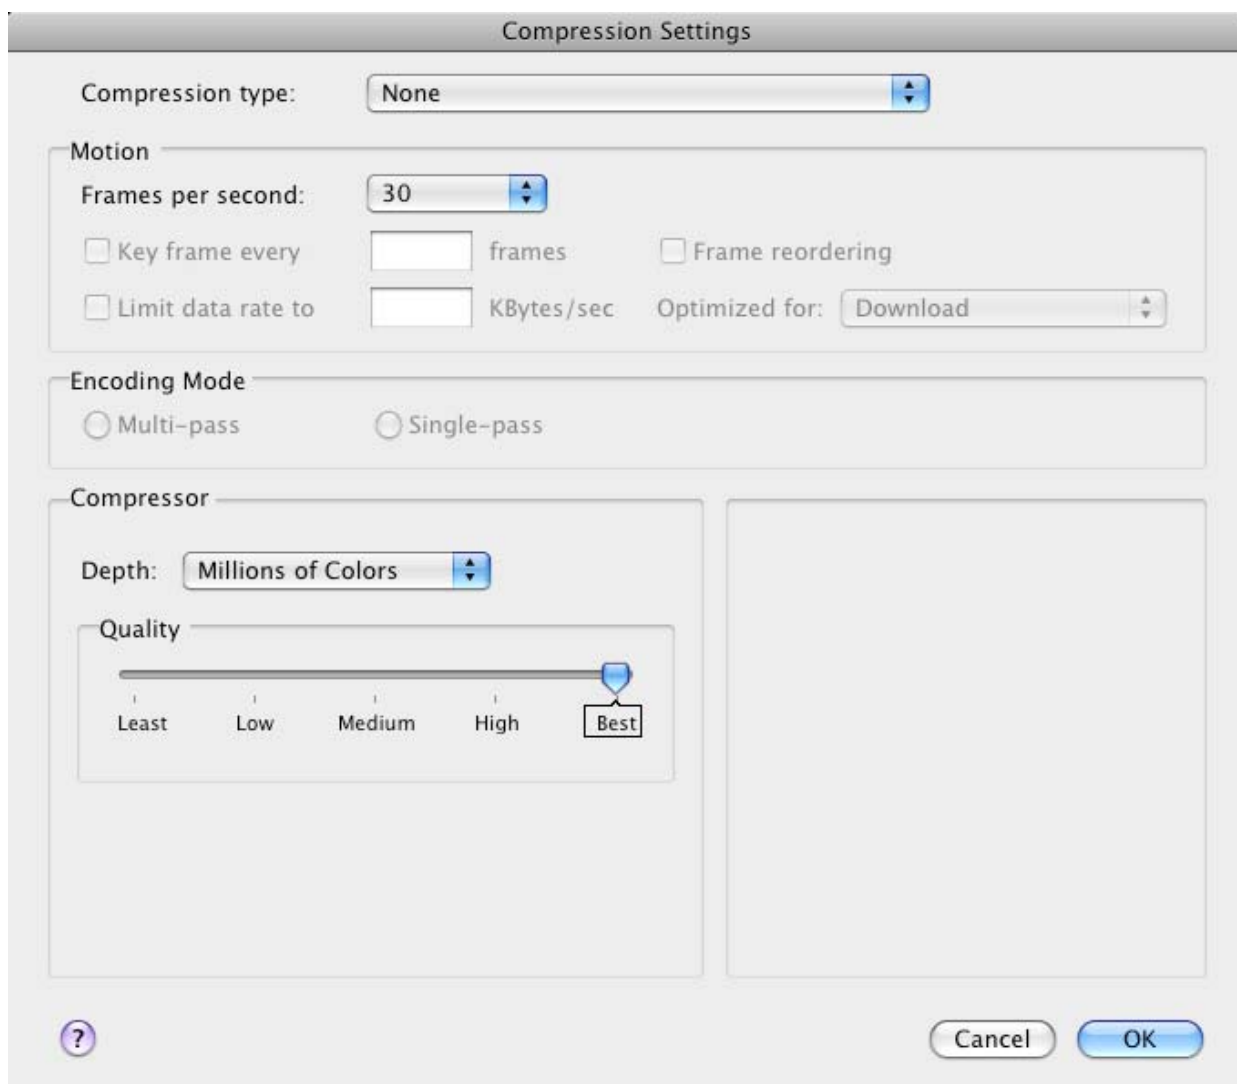 Compression Settings
Compression type: None
Motion
Frames per second: 30
Key frame every frames Frame reordering
Limit data rate to KBytes/sec Optimized for: Download
Encoding Mode
Multi-pass Single-pass
Compressor
Depth: Millions of Colors
Quality
Least Low Medium High Best
? Cancel OK